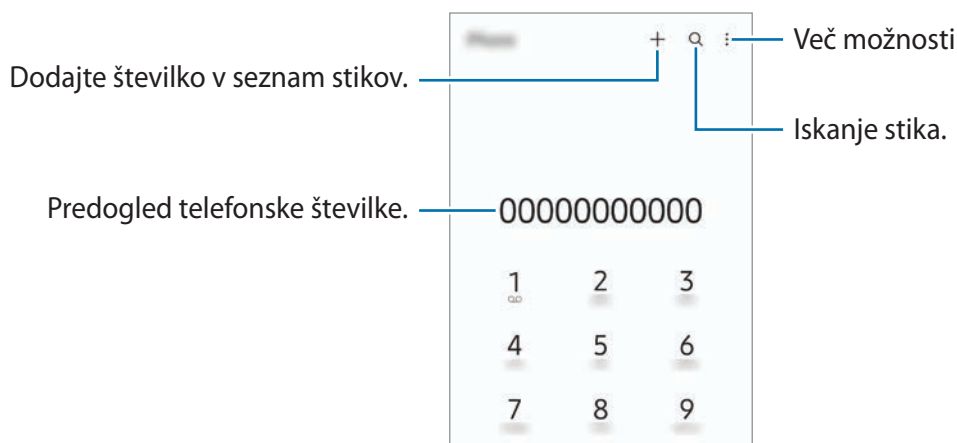 Več možnosti
Dodajte številko v seznam stikov.
Iskanje stika.
Predogled telefonske številke.
00000000000
1 2 3
4 5 6
7 8 9